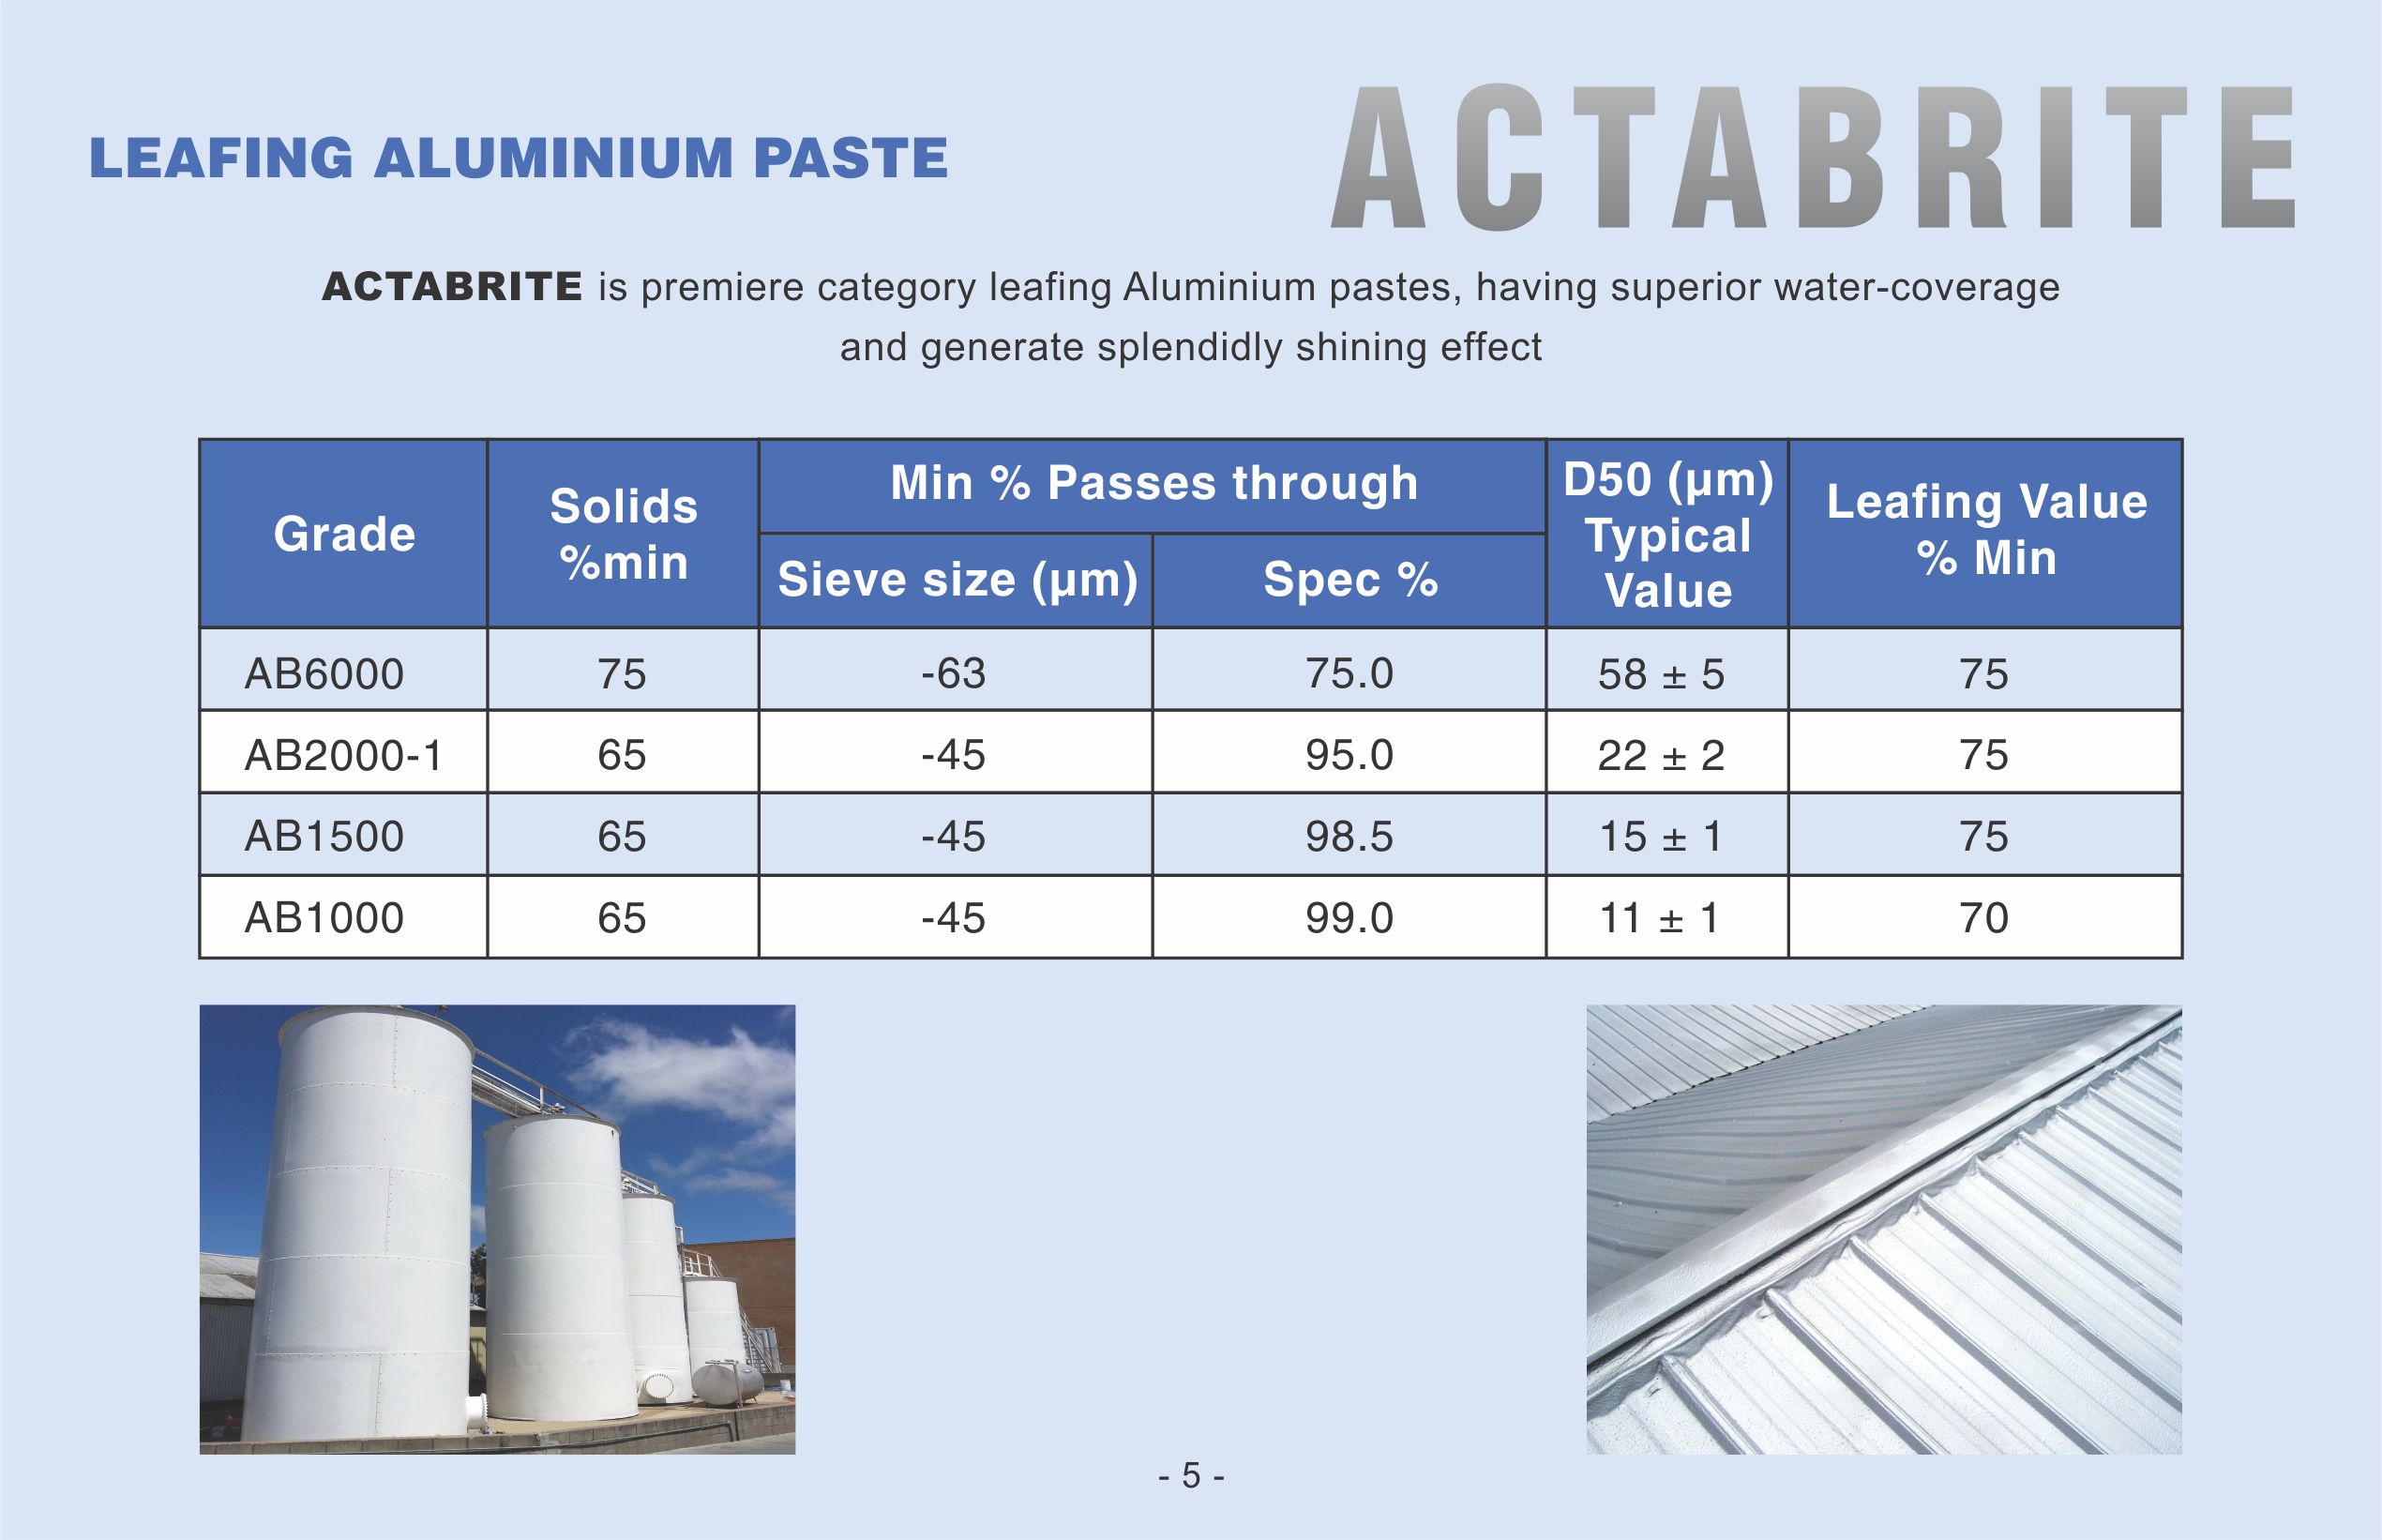 LEAFING ALUMINIUM PASTE
ACTABRITE
ACTABRITE is premiere category leafing Aluminium pastes, having superior water-coverage
and generate splendidly shining effect
Grade Solids %min Min % Passes through D50 (µm) Typical Value Leafing Value % Min
Sieve size (µm) Spec %
AB6000 75 -63 75.0 58 ± 5 75
AB2000-1 65 -45 95.0 22 ± 2 75
AB1500 65 -45 98.5 15 ± 1 75
AB1000 65 -45 99.0 11 ± 1 70
- 5 -